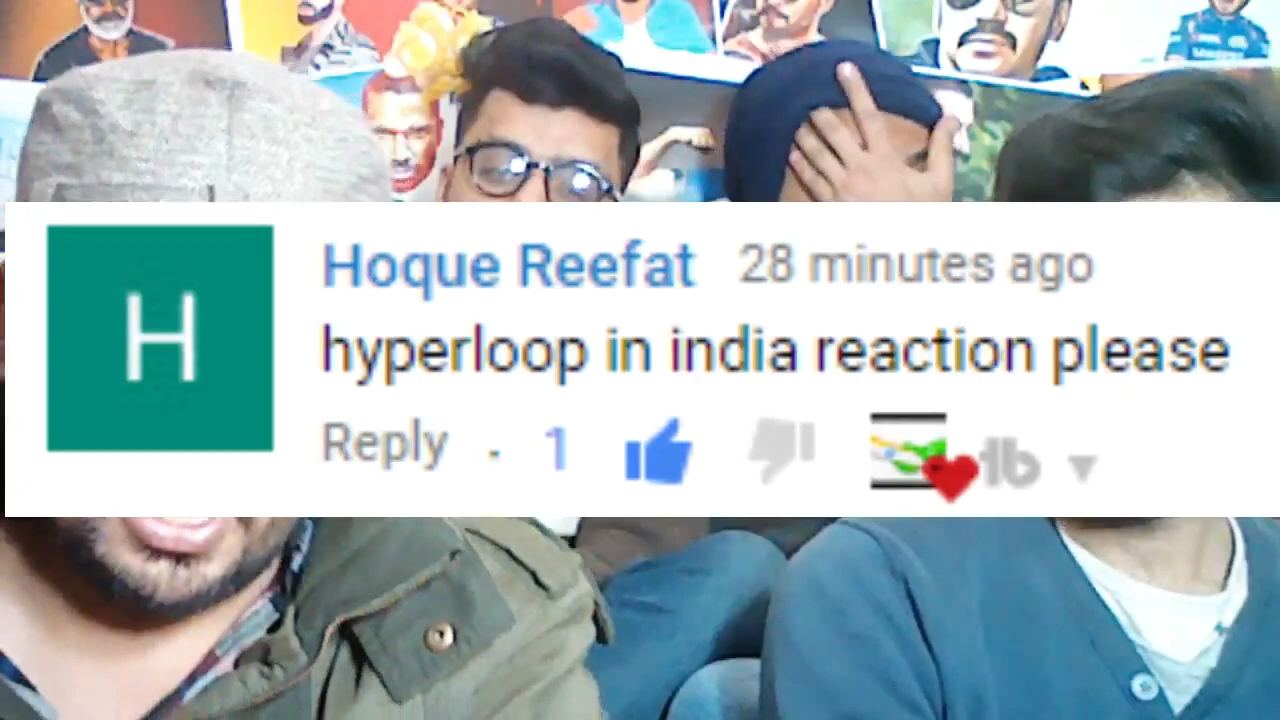 H
Hoque Reefat 28 minutes ago
hyperloop in india reaction please
Reply . 1